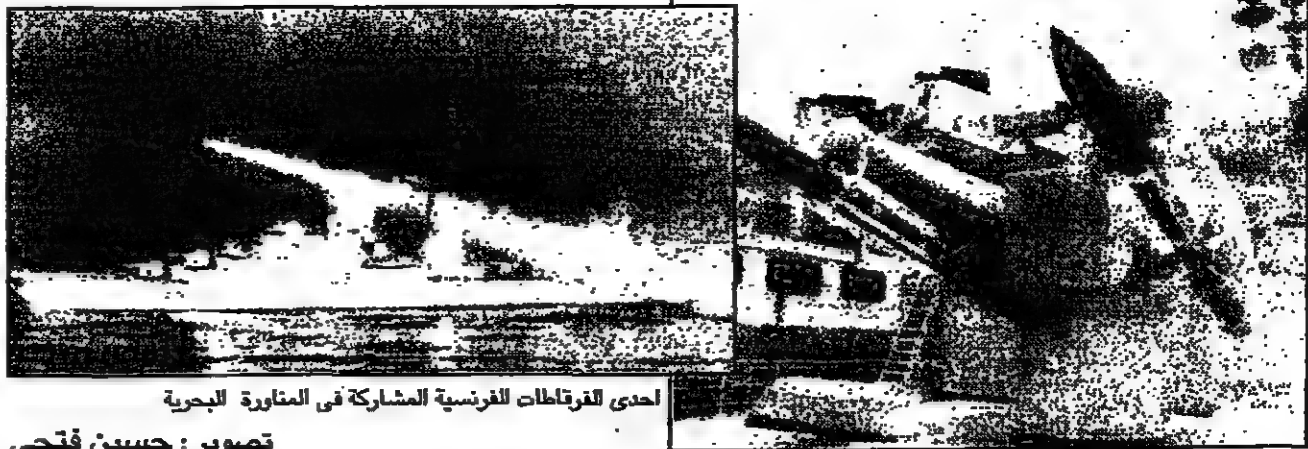 احدى الفرقاطات الفرنسية المشاركة فى المناورة البحرية
تصوير : حسين فتحى